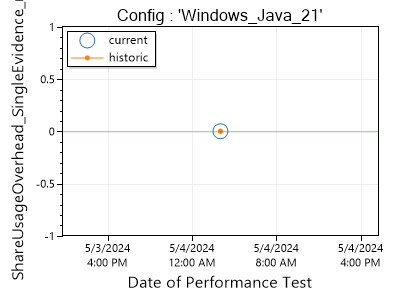 Config : 'Windows_Java_21'
ShareUsageOverhead_SingleEvidence_
1
0.5
0
-0.5
-1
current
historic
5/3/2024 5/4/2024 5/4/2024 5/4/2024
4:00 PM 12:00 AM 8:00 AM 4:00 PM
Date of Performance Test